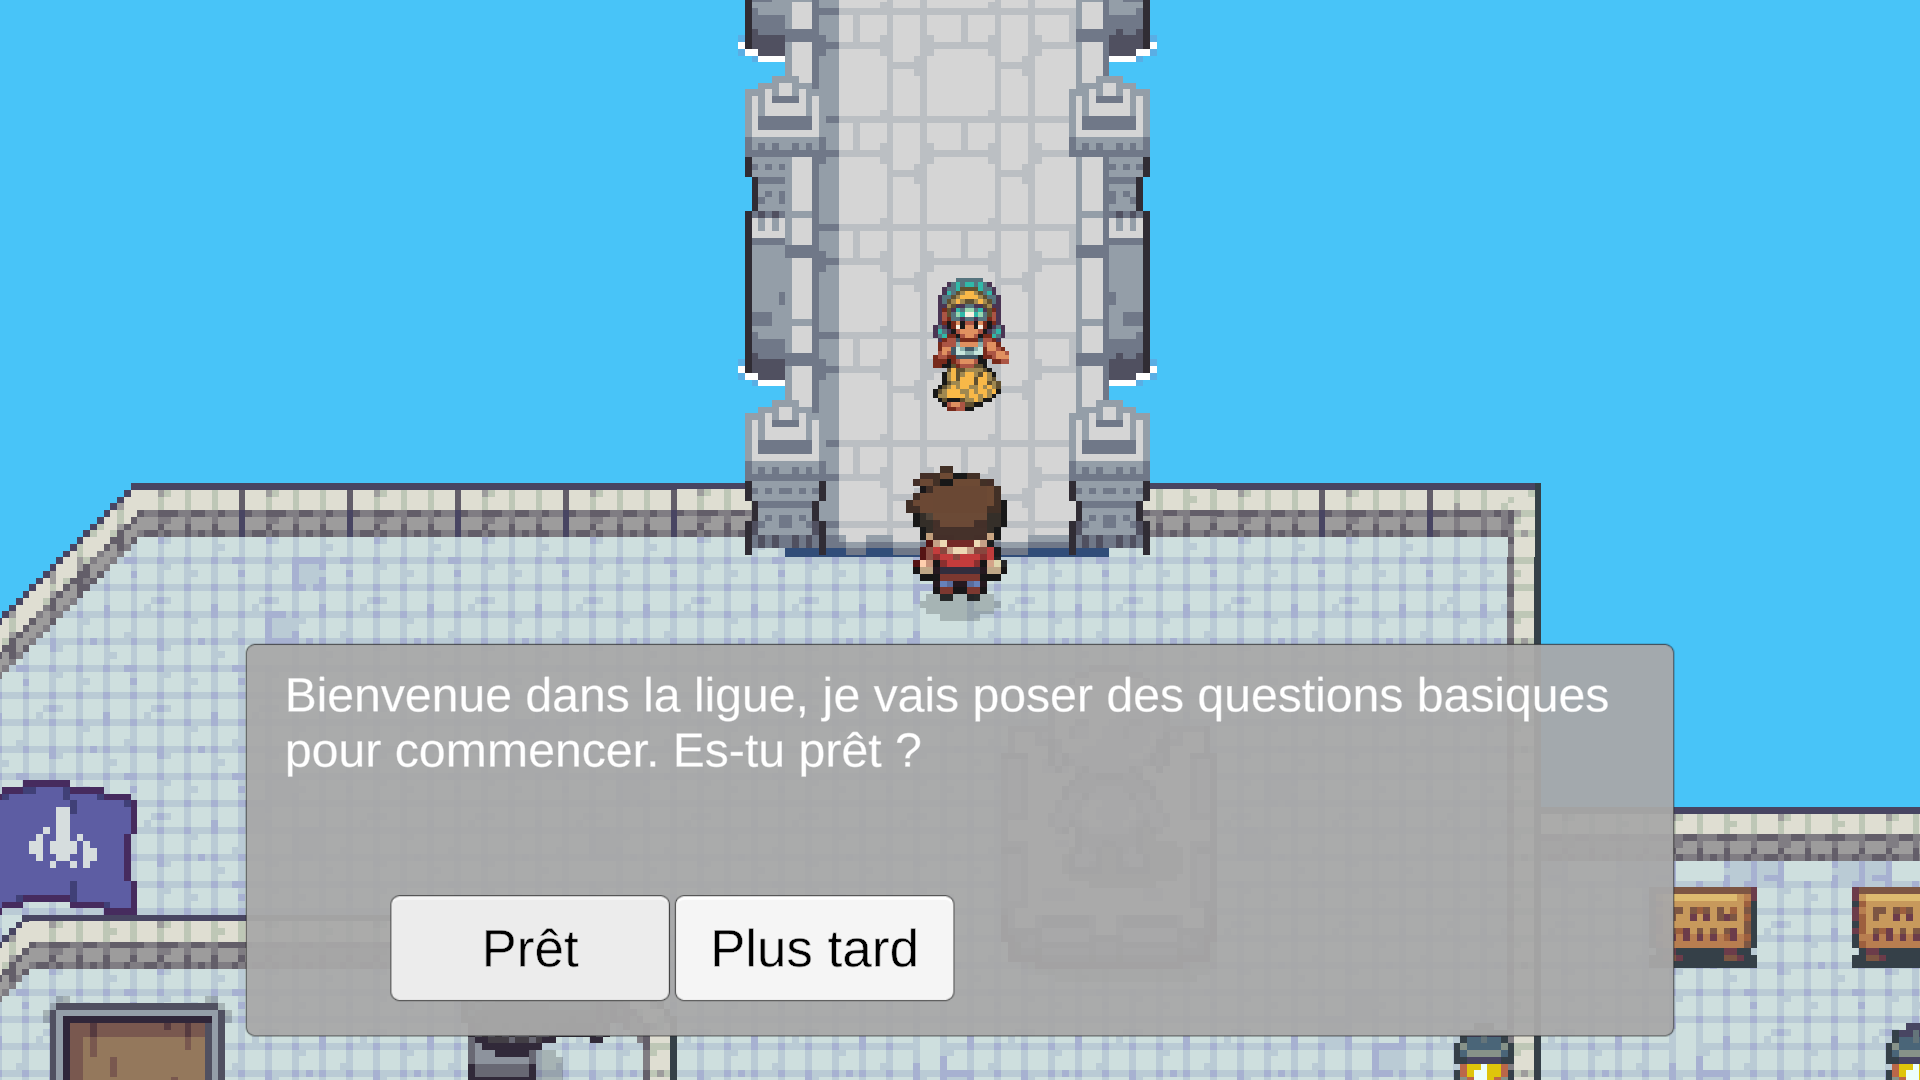 Bienvenue dans la ligue, je vais poser des questions basiques
pour commencer. Es-tu prêt ?
Prêt
Plus tard